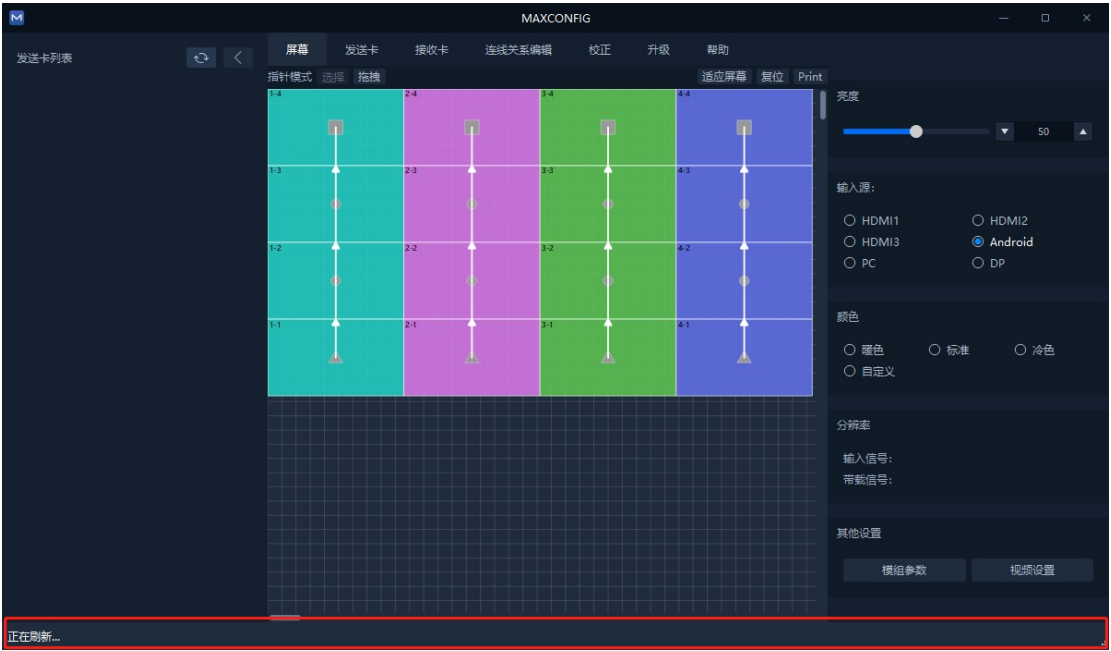 MAXCONFIG
发送卡列表
屏幕 发送卡 接收卡 连线关系编辑 校正 升级 帮助
指针模式 选择 拖拽 适应屏幕 复位 Print
1-4 2-4 3-4 4-4
1-3 2-3 3-3 4-3
1-2 2-2 3-2 4-2
1-1 2-1 3-1 4-1
亮度
50
输入源:
HDMI1 HDMI2
HDMI3 Android
PC DP
颜色
暖色 标准 冷色
自定义
分辨率
输入信号:
带载信号:
其他设置
模组参数 视频设置
正在刷新...